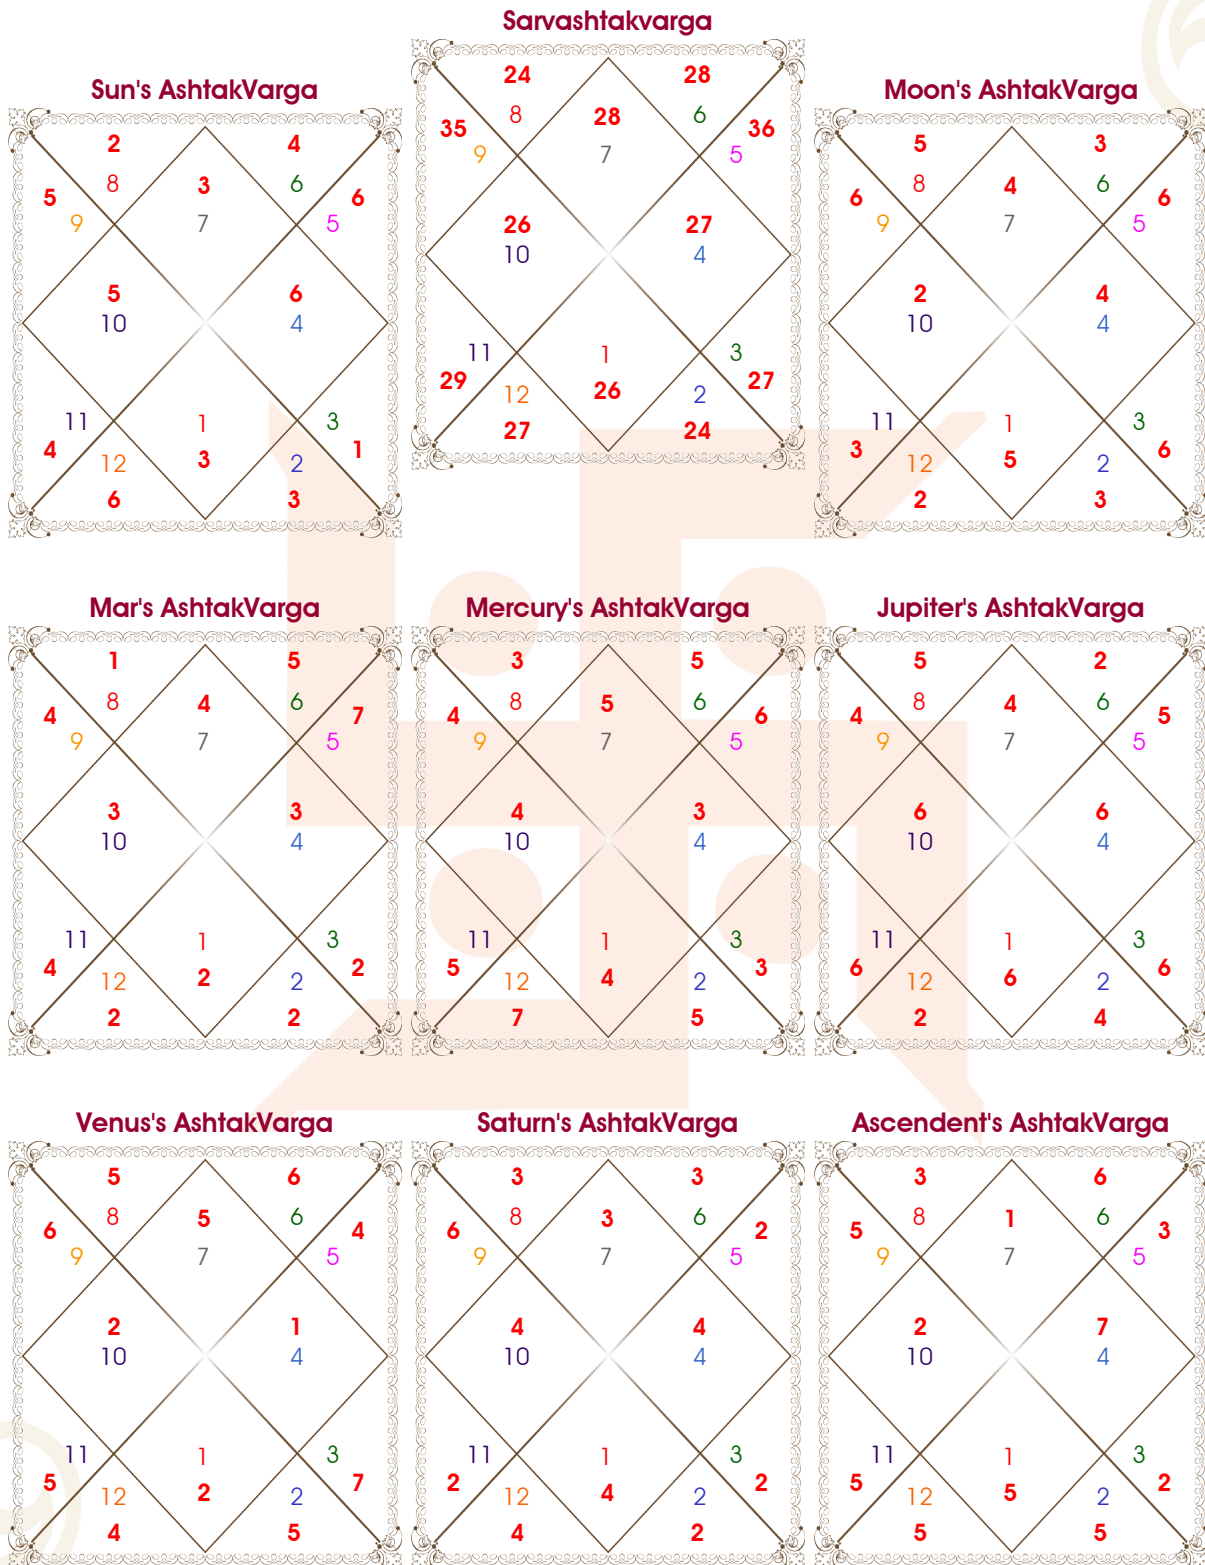 Sarvashtakvarga
24 28
8 28 6
35 36
9 7 5
26 27
10 4
11 1 3
29 26 27
12 2
27 24
Sun's AshtakVarga
2 4
8 3 6
5 6
9 7 5
5 6
10 4
11 1 3
4 3 1
12 2
6 3
Moon's AshtakVarga
5 3
8 4 6
6 6
9 7 5
2 4
10 4
11 1 3
3 5 6
12 2
2 3
Mar's AshtakVarga
1 5
8 4 6
4 7
9 7 5
3 3
10 4
11 1 3
4 2 2
12 2
2 2
Mercury's AshtakVarga
3 5
8 5 6
4 6
9 7 5
4 3
10 4
11 1 3
5 4 3
12 2
7 5
Jupiter's AshtakVarga
5 2
8 4 6
4 5
9 7 5
6 6
10 4
11 1 3
6 6 6
12 2
2 4
Venus's AshtakVarga
5 6
8 5 6
6 4
9 7 5
2 1
10 4
11 1 3
5 2 7
12 2
4 5
Saturn's AshtakVarga
3 3
8 3 6
6 2
9 7 5
4 4
10 4
11 1 3
2 4 2
12 2
4 2
Ascendent's AshtakVarga
3 6
8 1 6
5 3
9 7 5
2 7
10 4
11 1 3
5 5 2
12 2
5 5